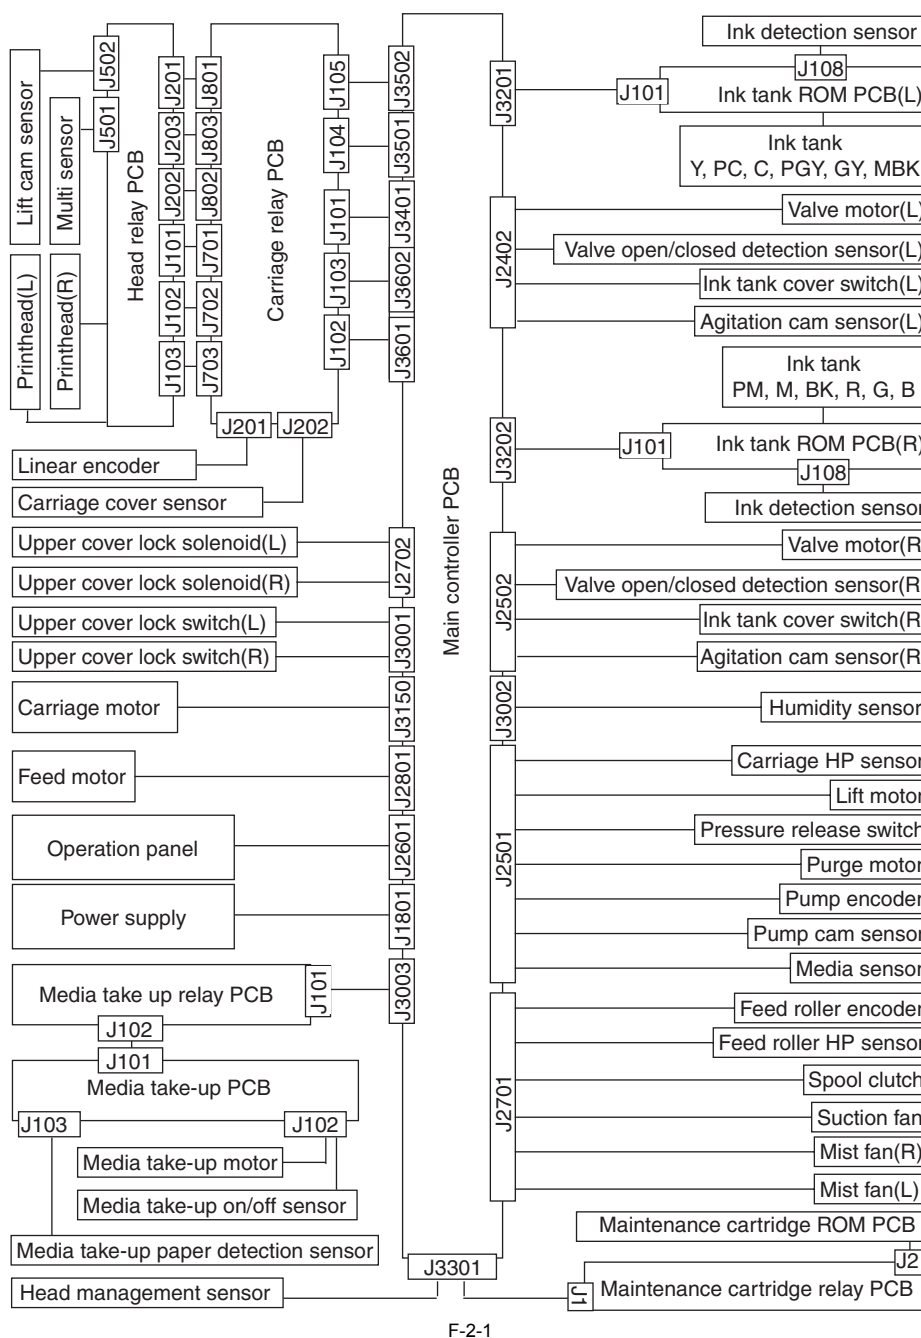 Lift cam sensor
Multi sensor
Printhead(L)
Printhead(R)
J502
J501
Head relay PCB
J201
J203
J202
J101
J102
J103
J801
J803
J802
J701
J702
J703
Carriage relay PCB
J105
J104
J101
J103
J102
J201
J202
Linear encoder
Carriage cover sensor
Upper cover lock solenoid(L)
Upper cover lock solenoid(R)
Upper cover lock switch(L)
Upper cover lock switch(R)
Carriage motor
Feed motor
Operation panel
Power supply
Media take up relay PCB
J101
J102
J101
Media take-up PCB
J103
J102
Media take-up motor
Media take-up on/off sensor
Media take-up paper detection sensor
Head management sensor
J3502
J3501
J3401
J3602
J3601
J2702
J3001
J3150
J2801
J2601
J1801
J3003
Main controller PCB
J3301
J3201
J2402
J3202
J2502
J3002
J2501
J2701
Ink detection sensor
J108
J101
Ink tank ROM PCB(L)
Ink tank
Y, PC, C, PGY, GY, MBK
Valve motor(L)
Valve open/closed detection sensor(L)
Ink tank cover switch(L)
Agitation cam sensor(L)
Ink tank
PM, M, BK, R, G, B
J101
Ink tank ROM PCB(R)
J108
Ink detection sensor
Valve motor(R
Valve open/closed detection sensor(R
Ink tank cover switch(R
Agitation cam sensor(R
Humidity sensor
Carriage HP sensor
Lift motor
Pressure release switch
Purge motor
Pump encoder
Pump cam sensor
Media sensor
Feed roller encoder
Feed roller HP sensor
Spool clutch
Suction fan
Mist fan(R)
Mist fan(L)
Maintenance cartridge ROM PCB
J2
J1
Maintenance cartridge relay PCB
F-2-1